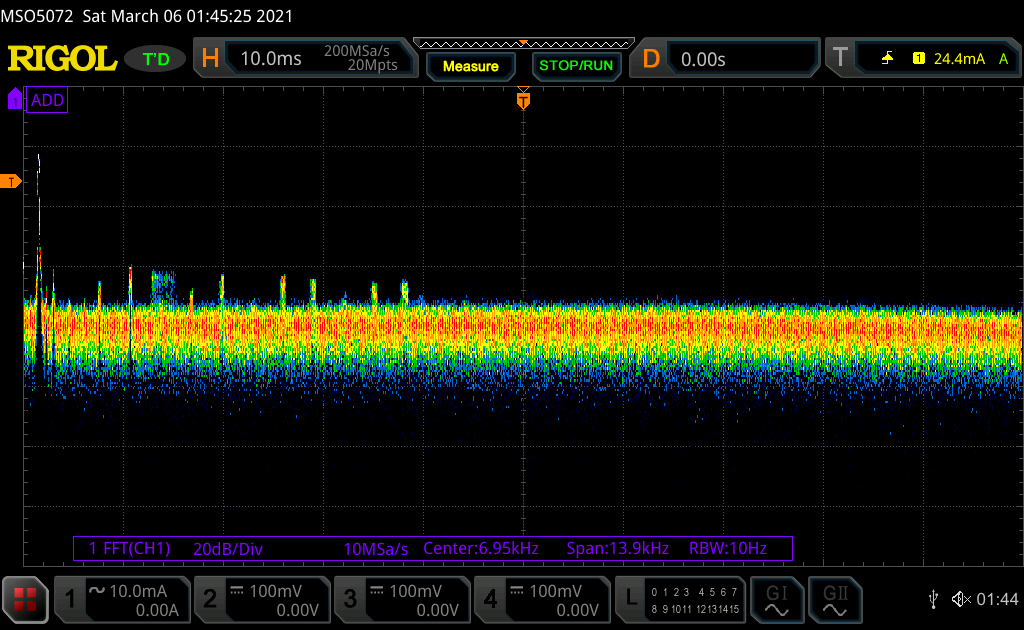 MSO5072 Sat March 06 01:45:25 2021
RIGOL T'D H 10.0ms 200MSa/s 20Mpts Measure STOP/RUN D 0.00s T 1 24.4mA A
1 ADD
T
T
1 FFT(CH1) 20dB/Div 10MSa/s Center:6.95kHz Span:13.9kHz RBW:10Hz
1 10.0mA 0.00A 2 100mV 0.00V 3 100mV 0.00V 4 100mV 0.00V L 0 1 2 3 4 5 6 7 GI GII
8 9 10 11 12 13 14 15 01:44